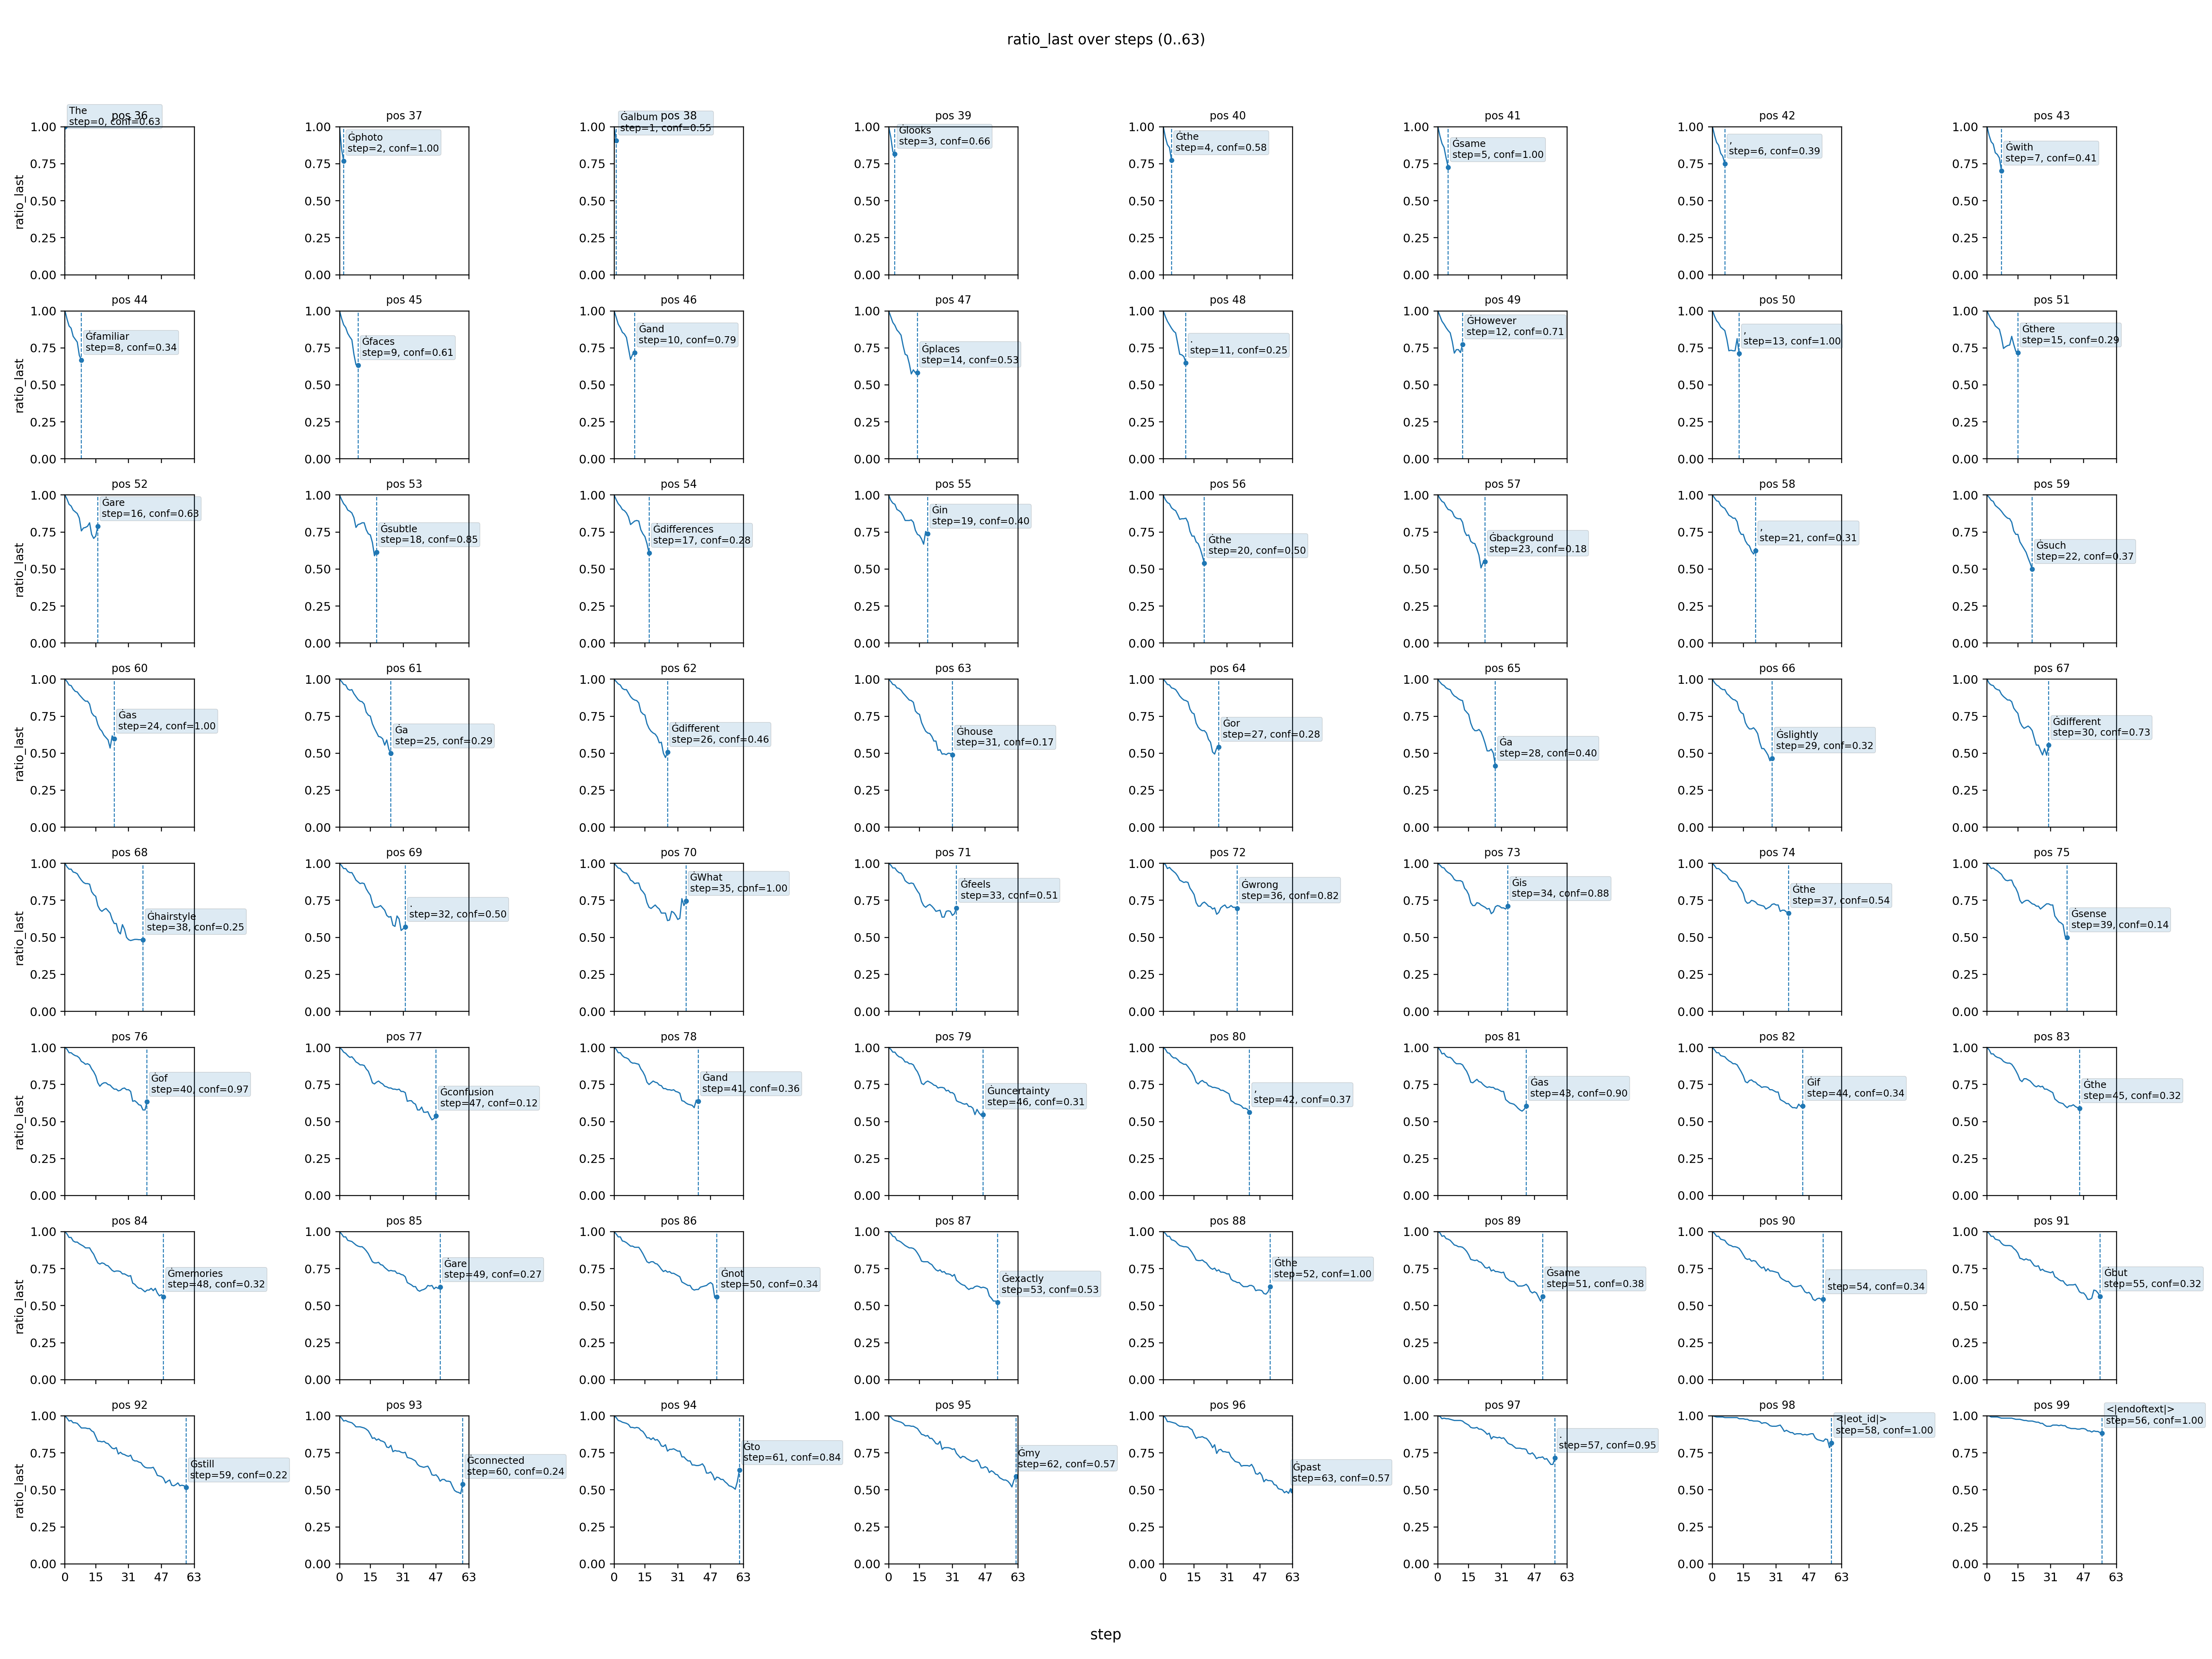 ratio_last over steps (0..63)
pos 36 pos 37 pos 38 pos 39 pos 40 pos 41 pos 42 pos 43
The
step=0, conf=0.63
Ġphoto
step=2, conf=1.00
Ġalbum
step=1, conf=0.55
Ġlooks
step=3, conf=0.66
Ġthe
step=4, conf=0.58
Ġsame
step=5, conf=1.00
,
step=6, conf=0.39
Ġwith
step=7, conf=0.41
ratio_last
1.00 0.75 0.50 0.25 0.00
0 15 31 47 63
pos 44 pos 45 pos 46 pos 47 pos 48 pos 49 pos 50 pos 51
Ġfamiliar
step=8, conf=0.34
Ġfaces
step=9, conf=0.61
Ġand
step=10, conf=0.79
Ġplaces
step=14, conf=0.53
.
step=11, conf=0.25
ĠHowever
step=12, conf=0.71
,
step=13, conf=1.00
Ġthere
step=15, conf=0.29
ratio_last
pos 52 pos 53 pos 54 pos 55 pos 56 pos 57 pos 58 pos 59
Ġare
step=16, conf=0.63
Ġsubtle
step=18, conf=0.85
Ġdifferences
step=17, conf=0.28
Ġin
step=19, conf=0.40
Ġthe
step=20, conf=0.50
Ġbackground
step=23, conf=0.18
,
step=21, conf=0.31
Ġsuch
step=22, conf=0.37
ratio_last
pos 60 pos 61 pos 62 pos 63 pos 64 pos 65 pos 66 pos 67
Ġas
step=24, conf=1.00
Ġa
step=25, conf=0.29
Ġdifferent
step=26, conf=0.46
Ġhouse
step=31, conf=0.17
Ġor
step=27, conf=0.28
Ġa
step=28, conf=0.40
Ġslightly
step=29, conf=0.32
Ġdifferent
step=30, conf=0.73
ratio_last
pos 68 pos 69 pos 70 pos 71 pos 72 pos 73 pos 74 pos 75
Ġhairstyle
step=38, conf=0.25
.
step=32, conf=0.50
ĠWhat
step=35, conf=1.00
Ġfeels
step=33, conf=0.51
Ġwrong
step=36, conf=0.82
Ġis
step=34, conf=0.88
Ġthe
step=37, conf=0.54
Ġsense
step=39, conf=0.14
ratio_last
pos 76 pos 77 pos 78 pos 79 pos 80 pos 81 pos 82 pos 83
Ġof
step=40, conf=0.97
Ġconfusion
step=47, conf=0.12
Ġand
step=41, conf=0.36
Ġuncertainty
step=46, conf=0.31
,
step=42, conf=0.37
Ġas
step=43, conf=0.90
Ġif
step=44, conf=0.34
Ġthe
step=45, conf=0.32
ratio_last
pos 84 pos 85 pos 86 pos 87 pos 88 pos 89 pos 90 pos 91
Ġmemories
step=48, conf=0.32
Ġare
step=49, conf=0.27
Ġnot
step=50, conf=0.34
Ġexactly
step=53, conf=0.53
Ġthe
step=52, conf=1.00
Ġsame
step=51, conf=0.38
,
step=54, conf=0.34
Ġbut
step=55, conf=0.32
ratio_last
pos 92 pos 93 pos 94 pos 95 pos 96 pos 97 pos 98 pos 99
Ġstill
step=59, conf=0.22
Ġconnected
step=60, conf=0.24
Ġto
step=61, conf=0.84
Ġmy
step=62, conf=0.57
Ġpast
step=63, conf=0.57
.
step=57, conf=0.95
<|eot_id|>
step=58, conf=1.00
<|endoftext|>
step=56, conf=1.00
ratio_last
step